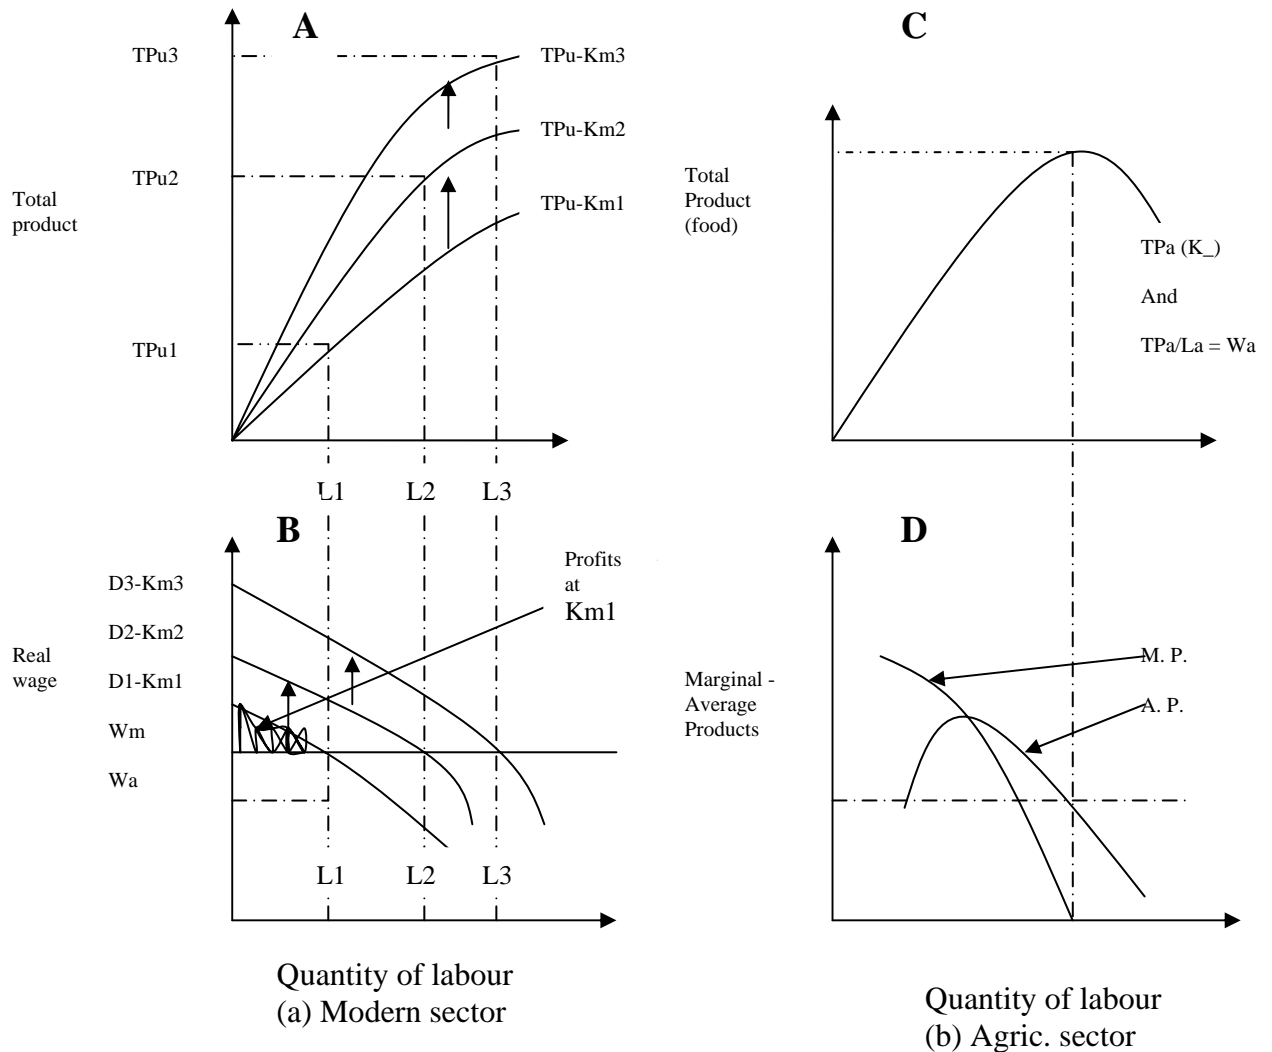 A
TPu3
TPu-Km3
TPu-Km2
TPu2
TPu-Km1
Total
product
TPu1
L1
L2
L3
B
Profits
at
Km1
D3-Km3
D2-Km2
Real
wage
D1-Km1
Wm
Wa
L1
L2
L3
Quantity of labour
(a) Modern sector
C
Total
Product
(food)
TPa (K_)
And
TPa/La = Wa
D
M. P.
Marginal -
Average
Products
A. P.
Quantity of labour
(b) Agric. sector